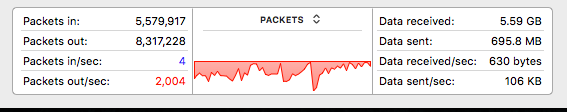 Packets in: 5,579,917
Packets out: 8,317,228
Packets in/sec: 4
Packets out/sec: 2,004
PACKETS
Data received: 5.59 GB
Data sent: 695.8 MB
Data received/sec: 630 bytes
Data sent/sec: 106 KB